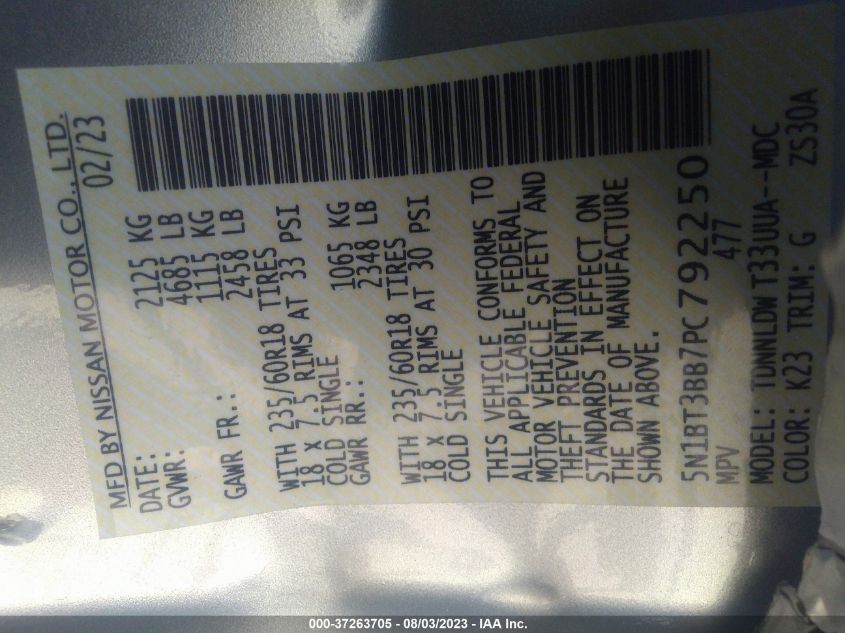 MFD BY NISSAN MOTOR CO., LTD.
DATE: 02/23
GVWR: 2125 KG
4685 LB
GAWR FR.: 1115 KG
2458 LB
WITH 235/60R18 TIRES
18 X 7.5 RIMS AT 33 PSI
COLD SINGLE
GAWR RR.: 1065 KG
2348 LB
WITH 235/60R18 TIRES
18 X 7.5 RIMS AT 30 PSI
COLD SINGLE
THIS VEHICLE CONFORMS TO
ALL APPLICABLE FEDERAL
MOTOR VEHICLE SAFETY AND
THEFT PREVENTION
STANDARDS IN EFFECT ON
THE DATE OF MANUFACTURE
SHOWN ABOVE.
5N1BT3BB7PC792250
MPV 477
MODEL: TDNNLDW T33UUA--MDC
COLOR: K23 TRIM: G ZS30A
000-37263705 - 08/03/2023 - IAA Inc.